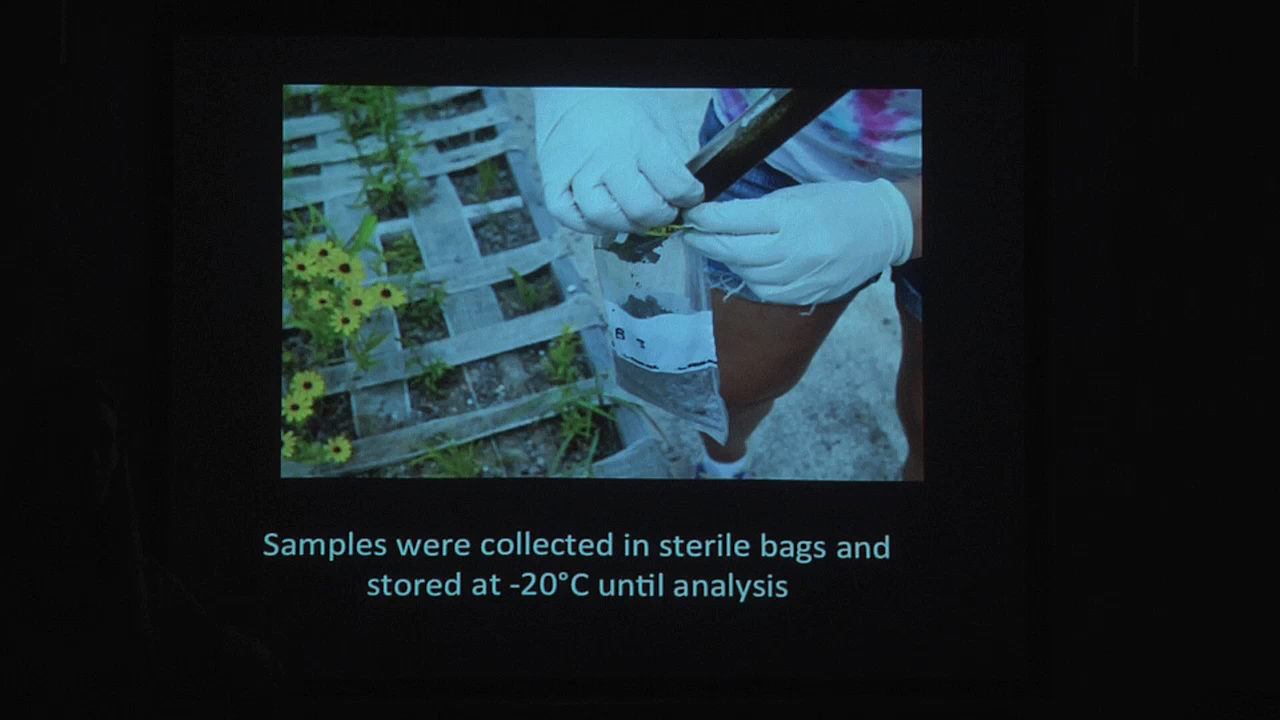 B
Samples were collected in sterile bags and
stored at -20°C until analysis